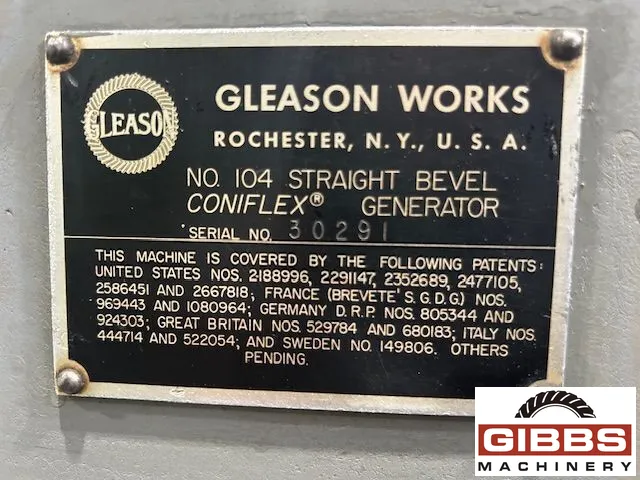 GLEASON
GLEASON WORKS
ROCHESTER, N.Y., U. S. A.
NO. 104 STRAIGHT BEVEL
CONIFLEX® GENERATOR
SERIAL NO. 30291
THIS MACHINE IS COVERED BY THE FOLLOWING PATENTS:
UNITED STATES NOS. 2188996, 2291147, 2352689, 2477105,
2586451 AND 2667818; FRANCE (BREVETE' S.G.D.G) NOS.
969443 AND 1080964; GERMANY D.R.P. NOS. 805344 AND
924303; GREAT BRITAIN NOS. 529784 AND 680183; ITALY NOS.
444714 AND 522054; AND SWEDEN NO. 149806. OTHERS
PENDING.
GIBBS
MACHINERY